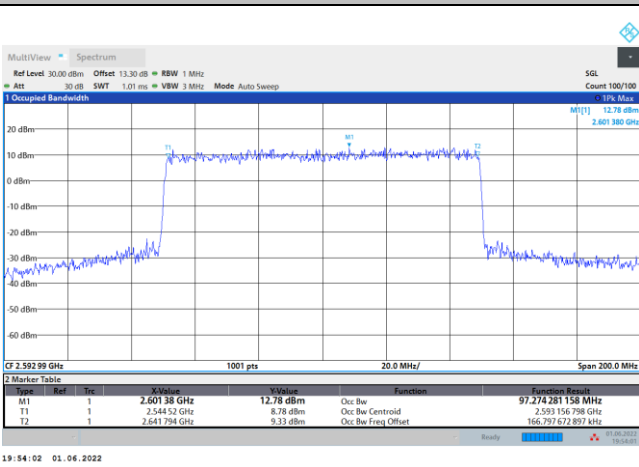 MultiView Spectrum
Ref Level 30.00 dBm Offset 13.30 dB RBW 1 MHz SGL
Att 30 dB SWT 1.01 ms VBW 3 MHz Mode Auto Sweep Count 100/100
1 Occupied Bandwidth 1Pk Max
M1[1] 12.78 dBm
2.601 380 GHz
20 dBm
M1
T1 T2
10 dBm
0 dBm
-10 dBm
-20 dBm
-30 dBm
-40 dBm
-50 dBm
-60 dBm
CF 2.592 99 GHz 1001 pts 20.0 MHz/ Span 200.0 MHz
2 Marker Table
Type Ref Trc X-Value Y-Value Function Function Result
M1 1 2.601 38 GHz 12.78 dBm Occ Bw 97.274 281 158 MHz
T1 1 2.544 52 GHz 8.78 dBm Occ Bw Centroid 2.593 156 798 GHz
T2 1 2.641 794 GHz 9.33 dBm Occ Bw Freq Offset 166.797 672 897 kHz
Ready 01.06.2022
19:54:01
19:54:02 01.06.2022